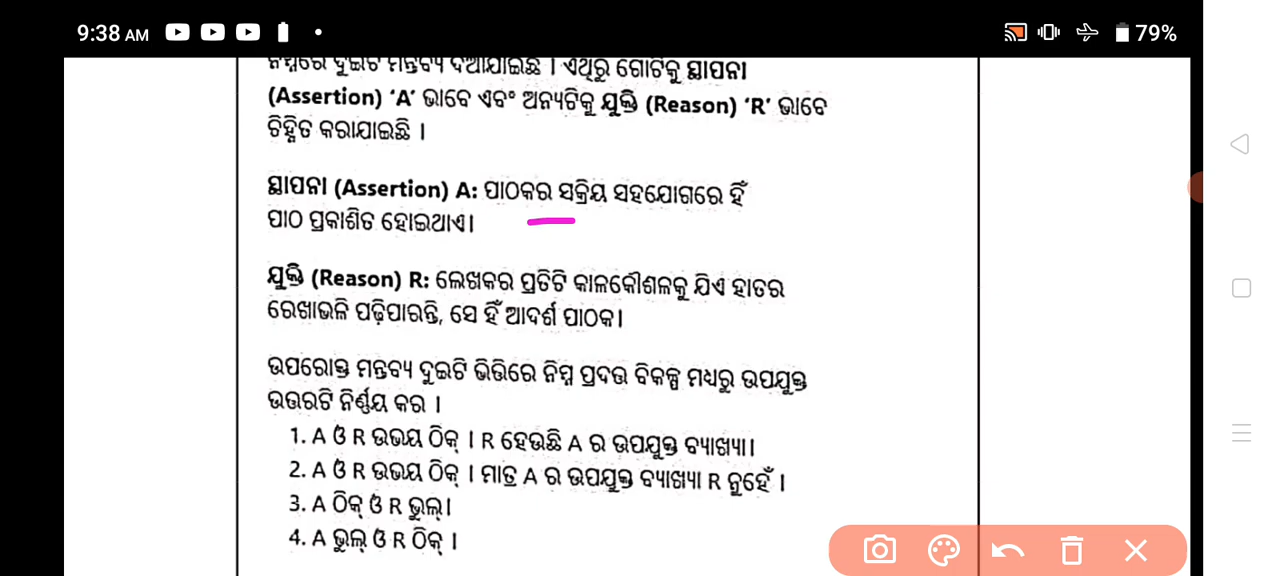 9:38 AM 79%
ନିମ୍ନରେ ଦୁଇଟି ମନ୍ତବ୍ୟ ଦିଆଯାଇଛି । ଏଥିରୁ ଗୋଟିକୁ ସ୍ଥାପନା
(Assertion) ‘A’ ଭାବେ ଏବଂ ଅନ୍ୟଟିକୁ ଯୁକ୍ତି (Reason) ‘R’ ଭାବେ
ଚିହ୍ନିତ କରାଯାଇଛି ।
ସ୍ଥାପନା (Assertion) A: ପାଠକର ସକ୍ରିୟ ସହଯୋଗରେ ହିଁ
ପାଠ ପ୍ରକାଶିତ ହୋଇଥାଏ।
ଯୁକ୍ତି (Reason) R: ଲେଖକର ପ୍ରତିଟି କାଳକୌଶଳକୁ ଯିଏ ହାତର
ରେଖାଭଳି ପଢ଼ିପାରନ୍ତି, ସେ ହିଁ ଆଦର୍ଶ ପାଠକ।
ଉପରୋକ୍ତ ମନ୍ତବ୍ୟ ଦୁଇଟି ଭିତ୍ତିରେ ନିମ୍ନ ପ୍ରଦତ୍ତ ବିକଳ୍ପ ମଧ୍ୟରୁ ଉପଯୁକ୍ତ
ଉତ୍ତରଟି ନିର୍ଣ୍ଣୟ କର ।
1. A ଓ R ଉଭୟ ଠିକ୍ । R ହେଉଛି A ର ଉପଯୁକ୍ତ ବ୍ୟାଖ୍ୟା।
2. A ଓ R ଉଭୟ ଠିକ୍ । ମାତ୍ର A ର ଉପଯୁକ୍ତ ବ୍ୟାଖ୍ୟା R ନୁହେଁ ।
3. A ଠିକ୍ ଓ R ଭୁଲ୍।
4. A ଭୁଲ୍ ଓ R ଠିକ୍ ।